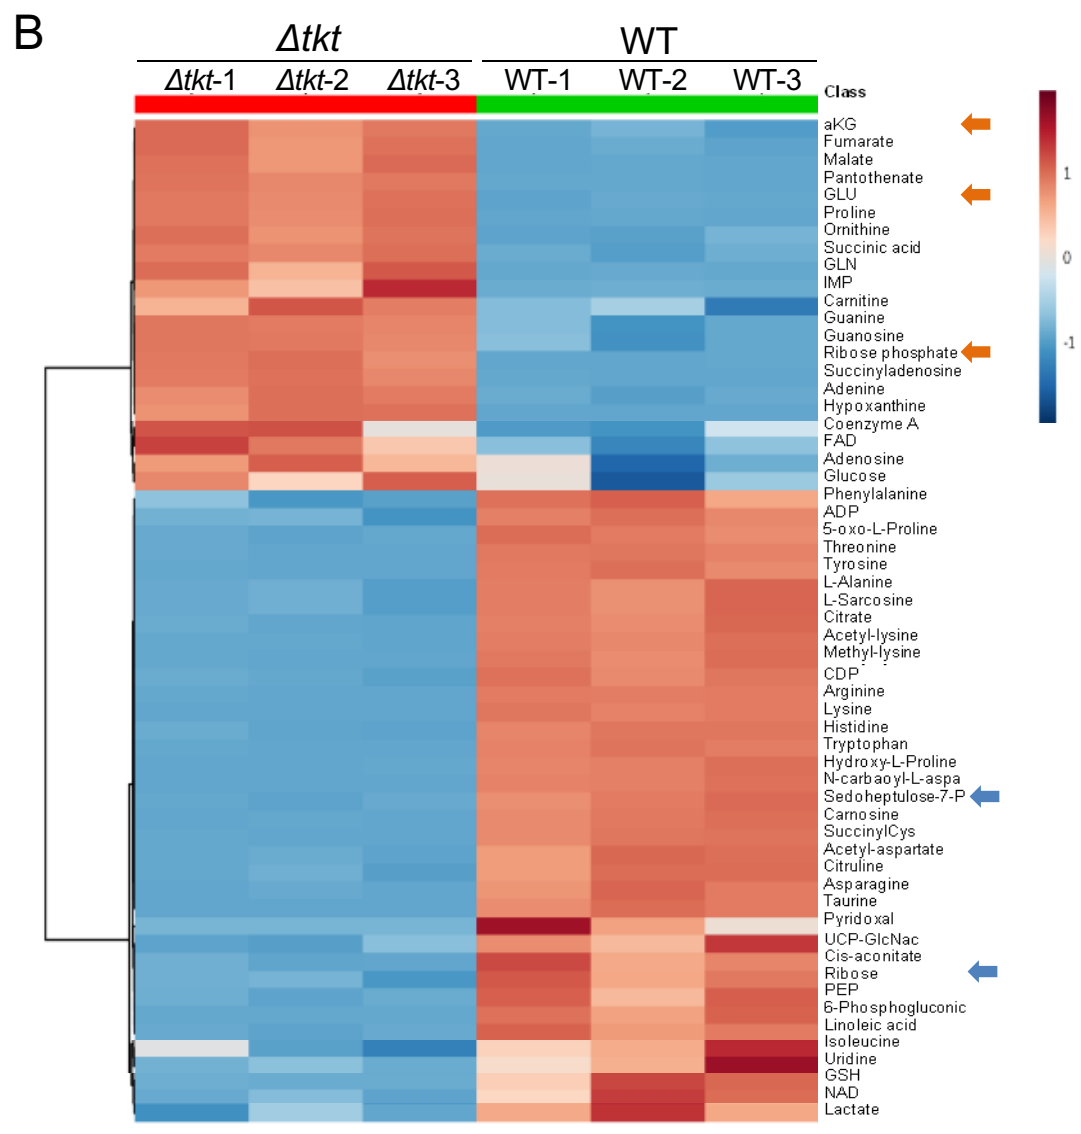 B
Δtkt WT
Δtkt-1 Δtkt-2 Δtkt-3 WT-1 WT-2 WT-3
Class
aKG
Fumarate
Malate
Pantothenate
GLU
Proline
Ornithine
Succinic acid
GLN
IMP
Carnitine
Guanine
Guanosine
Ribose phosphate
Succinyladenosine
Adenine
Hypoxanthine
Coenzyme A
FAD
Adenosine
Glucose
Phenylalanine
ADP
5-oxo-L-Proline
Threonine
Tyrosine
L-Alanine
L-Sarcosine
Citrate
Acetyl-lysine
Methyl-lysine
CDP
Arginine
Lysine
Histidine
Tryptophan
Hydroxy-L-Proline
N-carbaoyl-L-aspa
Sedoheptulose-7-P
Carnosine
SuccinylCys
Acetyl-aspartate
Citruline
Asparagine
Taurine
Pyridoxal
UCP-GlcNac
Cis-aconitate
Ribose
PEP
6-Phosphogluconic
Linoleic acid
Isoleucine
Uridine
GSH
NAD
Lactate
1
0
-1